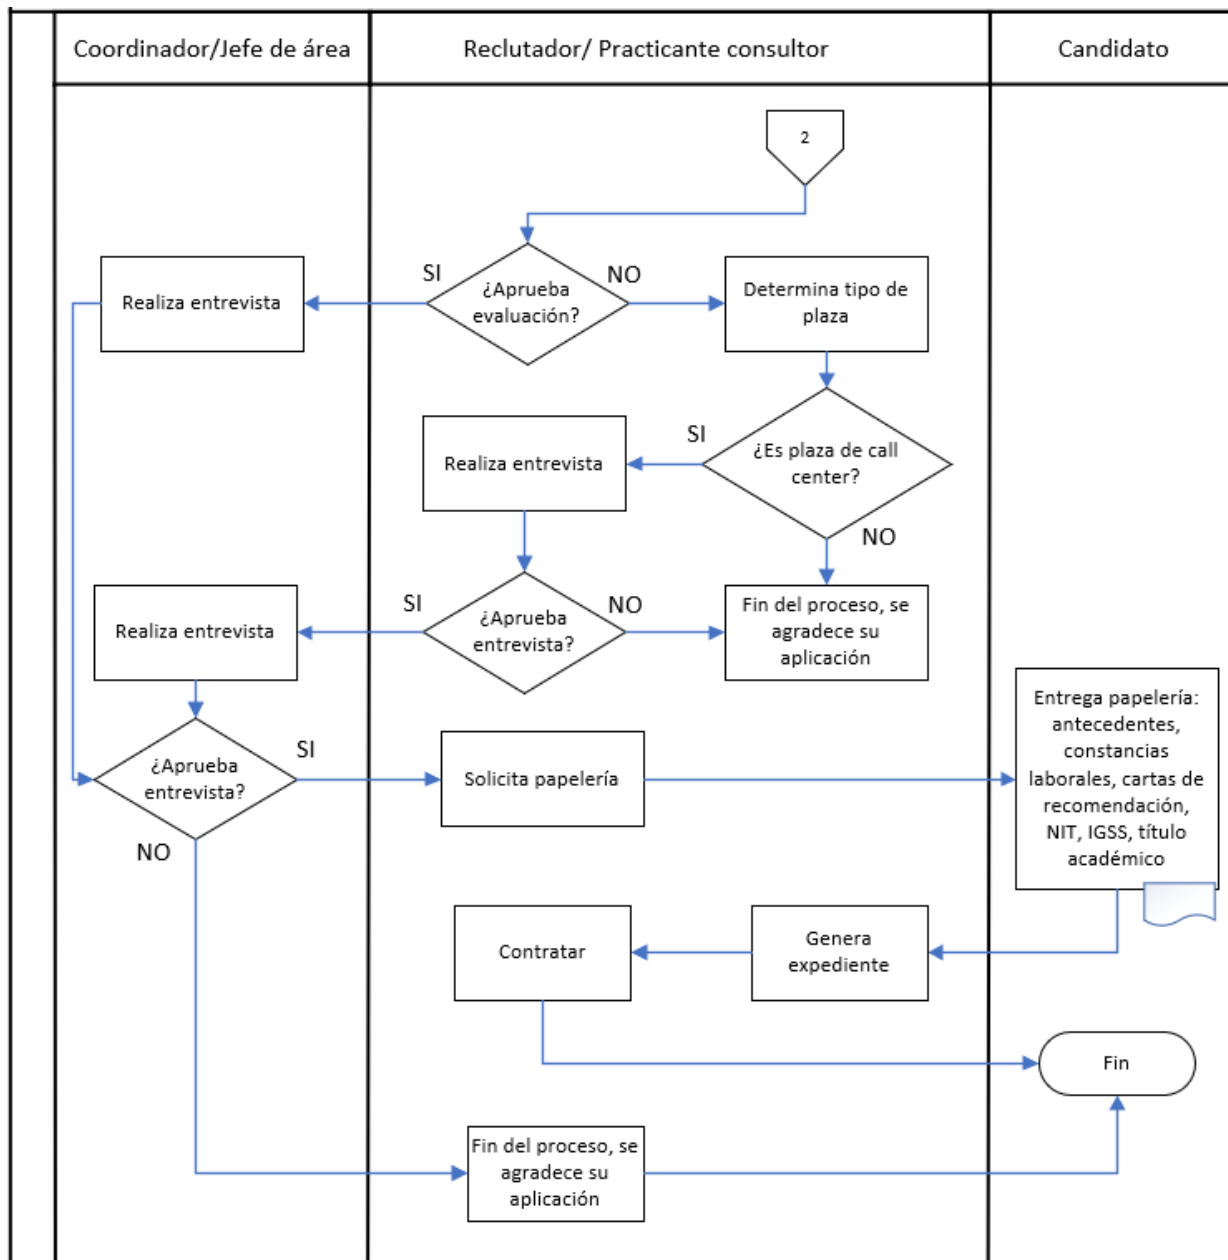 Coordinador/Jefe de área
Reclutador/ Practicante consultor
Candidato
2
SI
¿Aprueba
evaluación?
NO
Realiza entrevista
Determina tipo de
plaza
SI
¿Es plaza de call
center?
NO
Realiza entrevista
Realiza entrevista
SI
¿Aprueba
entrevista?
NO
Fin del proceso, se
agradece su
aplicación
¿Aprueba
entrevista?
SI
NO
Solicita papelería
Entrega papelería:
antecedentes,
constancias
laborales, cartas de
recomendación,
NIT, IGSS, título
académico
Contratar
Genera
expediente
Fin
Fin del proceso, se
agradece su
aplicación